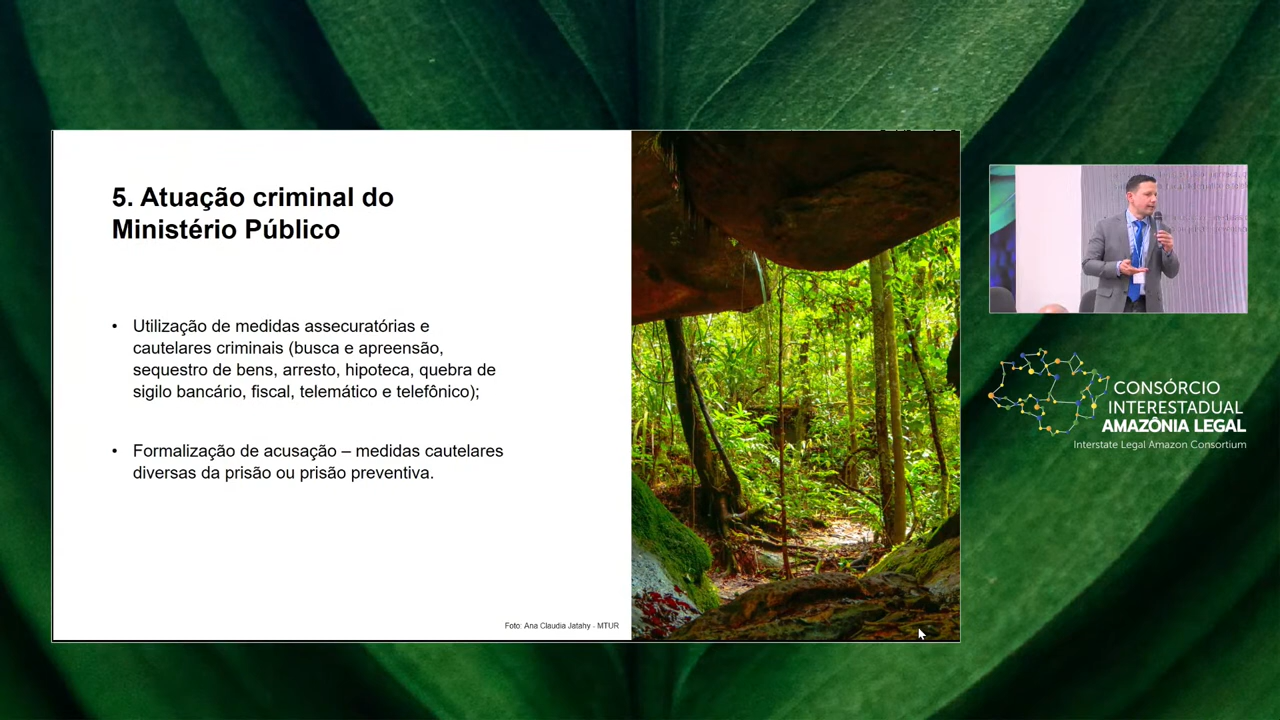 5. Atuação criminal do
Ministério Público
• Utilização de medidas assecuratórias e
cautelares criminais (busca e apreensão,
sequestro de bens, arresto, hipoteca, quebra de
sigilo bancário, fiscal, telemático e telefônico);
• Formalização de acusação – medidas cautelares
diversas da prisão ou prisão preventiva.
Foto: Ana Claudia Jatahy - MTUR
CONSÓRCIO
INTERESTADUAL
AMAZÔNIA LEGAL
Interstate Legal Amazon Consortium